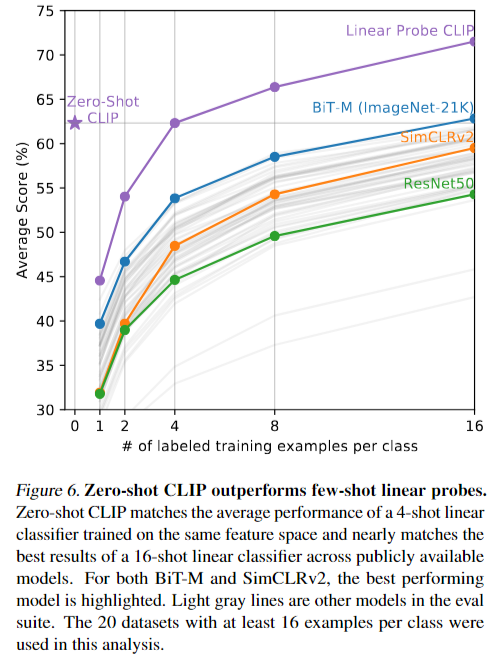 75
70
65
60
55
50
45
40
35
30
Average Score (%)
Linear Probe CLIP
Zero-Shot
CLIP
BiT-M (ImageNet-21K)
SimCLRv2
ResNet50
0 1 2 4 8 16
# of labeled training examples per class
Figure 6. Zero-shot CLIP outperforms few-shot linear probes.
Zero-shot CLIP matches the average performance of a 4-shot linear
classifier trained on the same feature space and nearly matches the
best results of a 16-shot linear classifier across publicly available
models. For both BiT-M and SimCLRv2, the best performing
model is highlighted. Light gray lines are other models in the eval
suite. The 20 datasets with at least 16 examples per class were
used in this analysis.